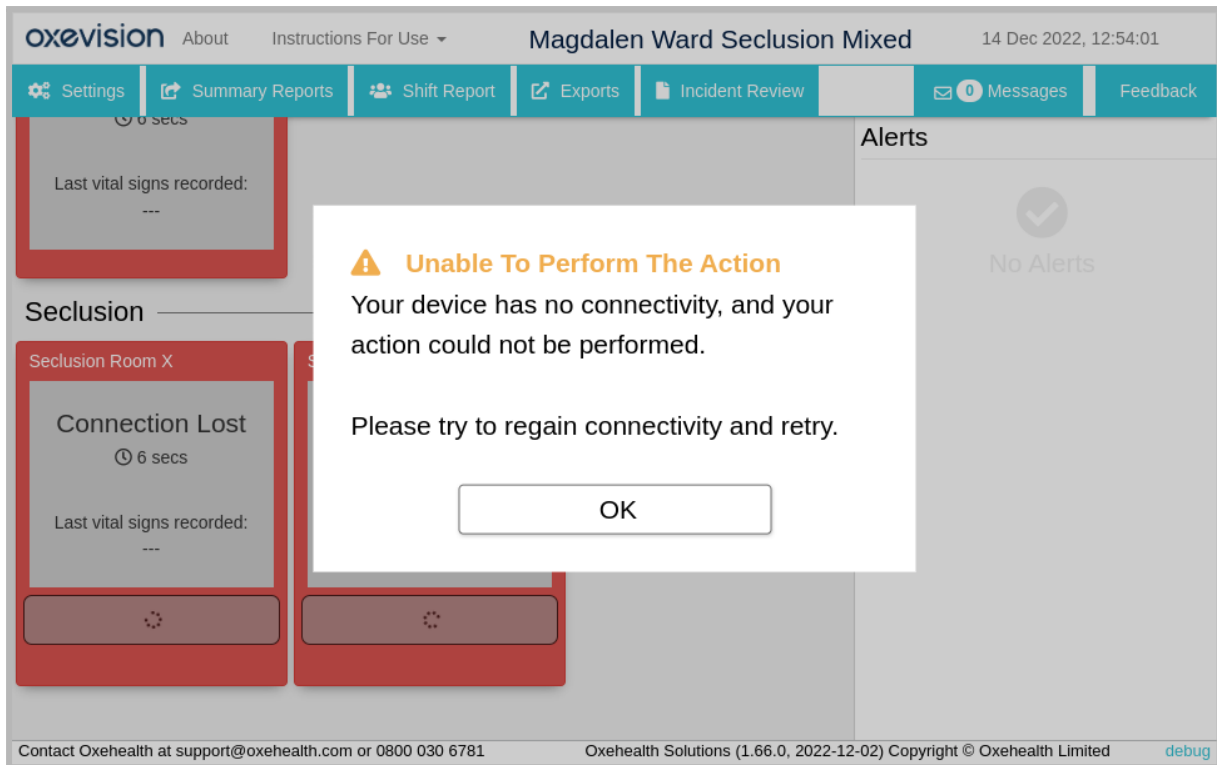 oxevision About Instructions For Use Magdalen Ward Seclusion Mixed 14 Dec 2022, 12:54:01
Settings Summary Reports Shift Report Exports Incident Review 0 Messages Feedback
6 secs
Last vital signs recorded:
---
Alerts
No Alerts
Seclusion
Seclusion Room X
Connection Lost
6 secs
Last vital signs recorded:
---
Unable To Perform The Action
Your device has no connectivity, and your
action could not be performed.
Please try to regain connectivity and retry.
OK
Contact Oxehealth at support@oxehealth.com or 0800 030 6781 Oxehealth Solutions (1.66.0, 2022-12-02) Copyright © Oxehealth Limited debug